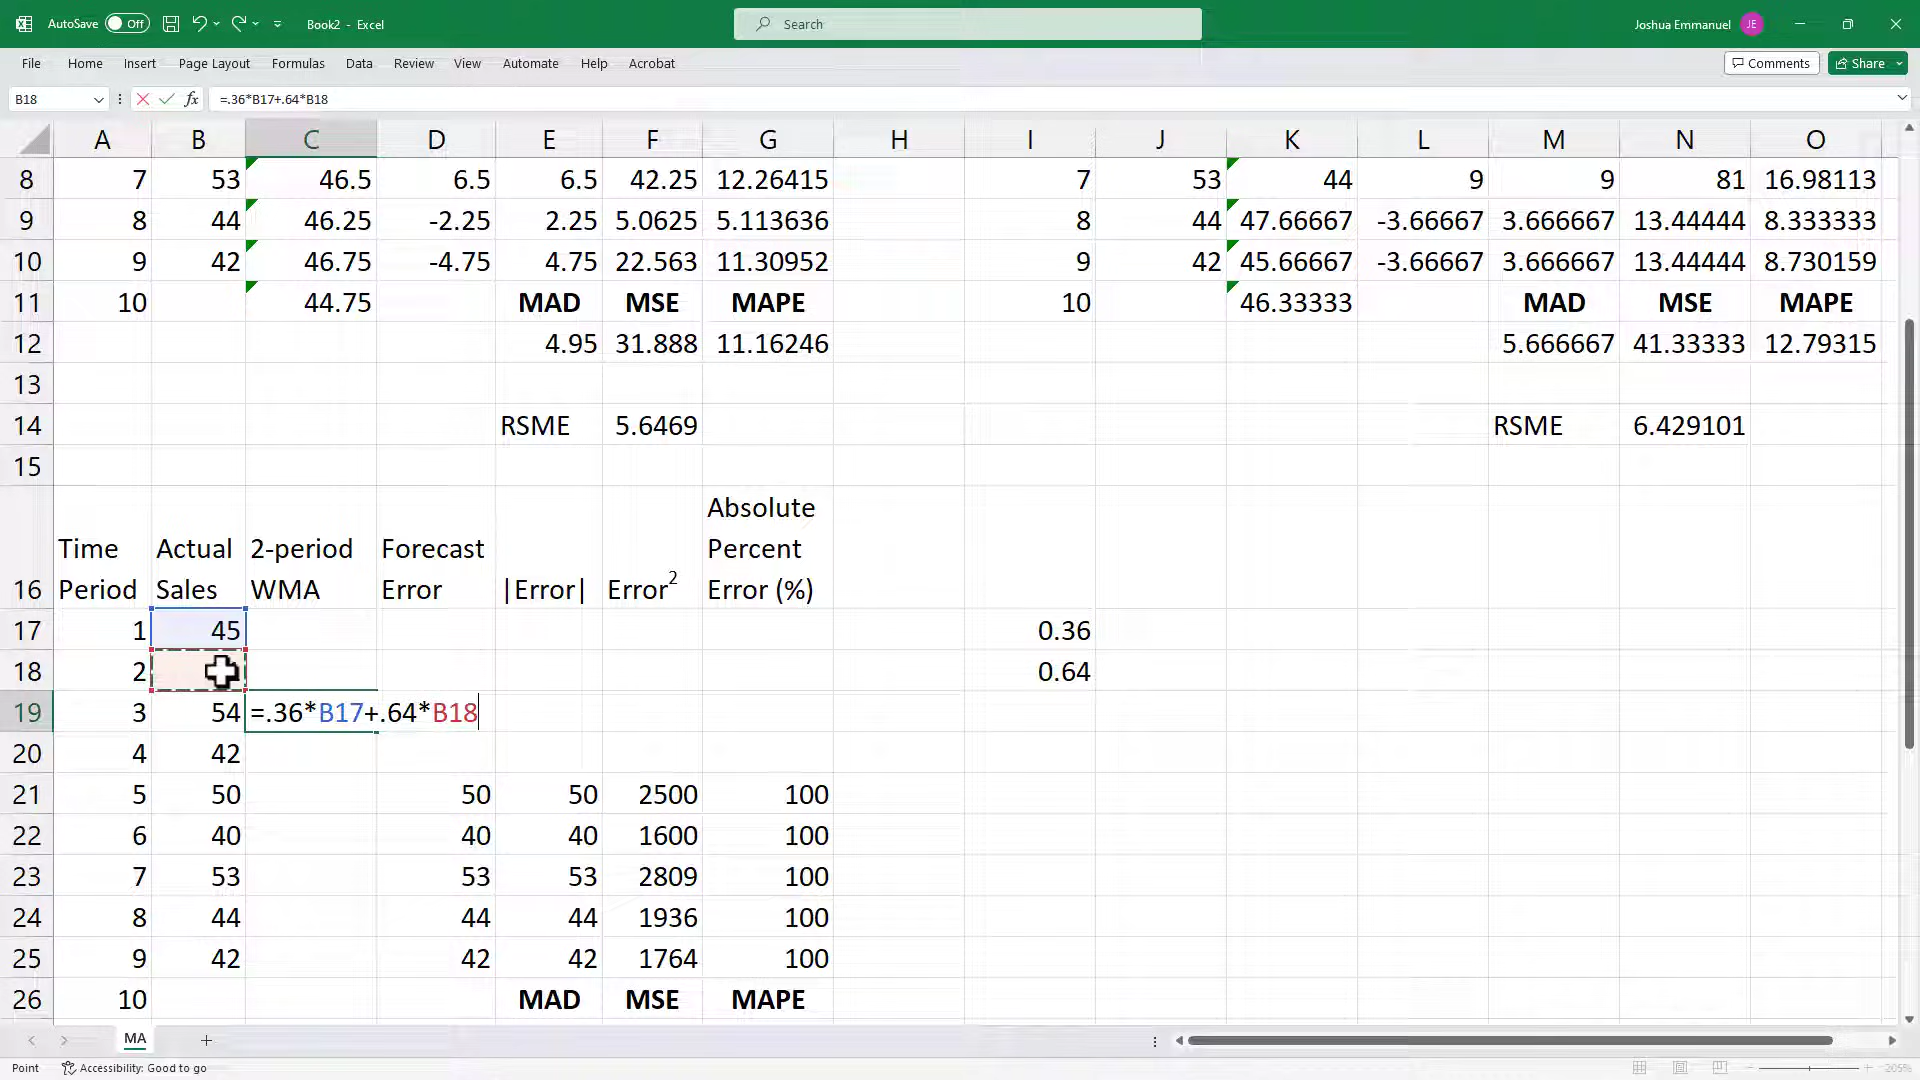 AutoSave Off Book2 - Excel Search Joshua Emmanuel JE
File Home Insert Page Layout Formulas Data Review View Automate Help Acrobat Comments Share
B18 fx =.36*B17+.64*B18
A B C D E F G H I J K L M N O
8 7 53 46.5 6.5 6.5 42.25 12.26415 7 53 44 9 9 81 16.98113
9 8 44 46.25 -2.25 2.25 5.0625 5.113636 8 44 47.66667 -3.66667 3.666667 13.44444 8.333333
10 9 42 46.75 -4.75 4.75 22.563 11.30952 9 42 45.66667 -3.66667 3.666667 13.44444 8.730159
11 10 44.75 MAD MSE MAPE 10 46.33333 MAD MSE MAPE
12 4.95 31.888 11.16246 5.666667 41.33333 12.79315
13
14 RSME 5.6469 RSME 6.429101
15
Absolute
Time Actual 2-period Forecast Percent
16 Period Sales WMA Error |Error| Error2 Error (%)
17 1 45 0.36
18 2 0.64
19 3 54 =.36*B17+.64*B18
20 4 42
21 5 50 50 50 2500 100
22 6 40 40 40 1600 100
23 7 53 53 53 2809 100
24 8 44 44 44 1936 100
25 9 42 42 42 1764 100
26 10 MAD MSE MAPE
MA
Point Accessibility: Good to go 205%